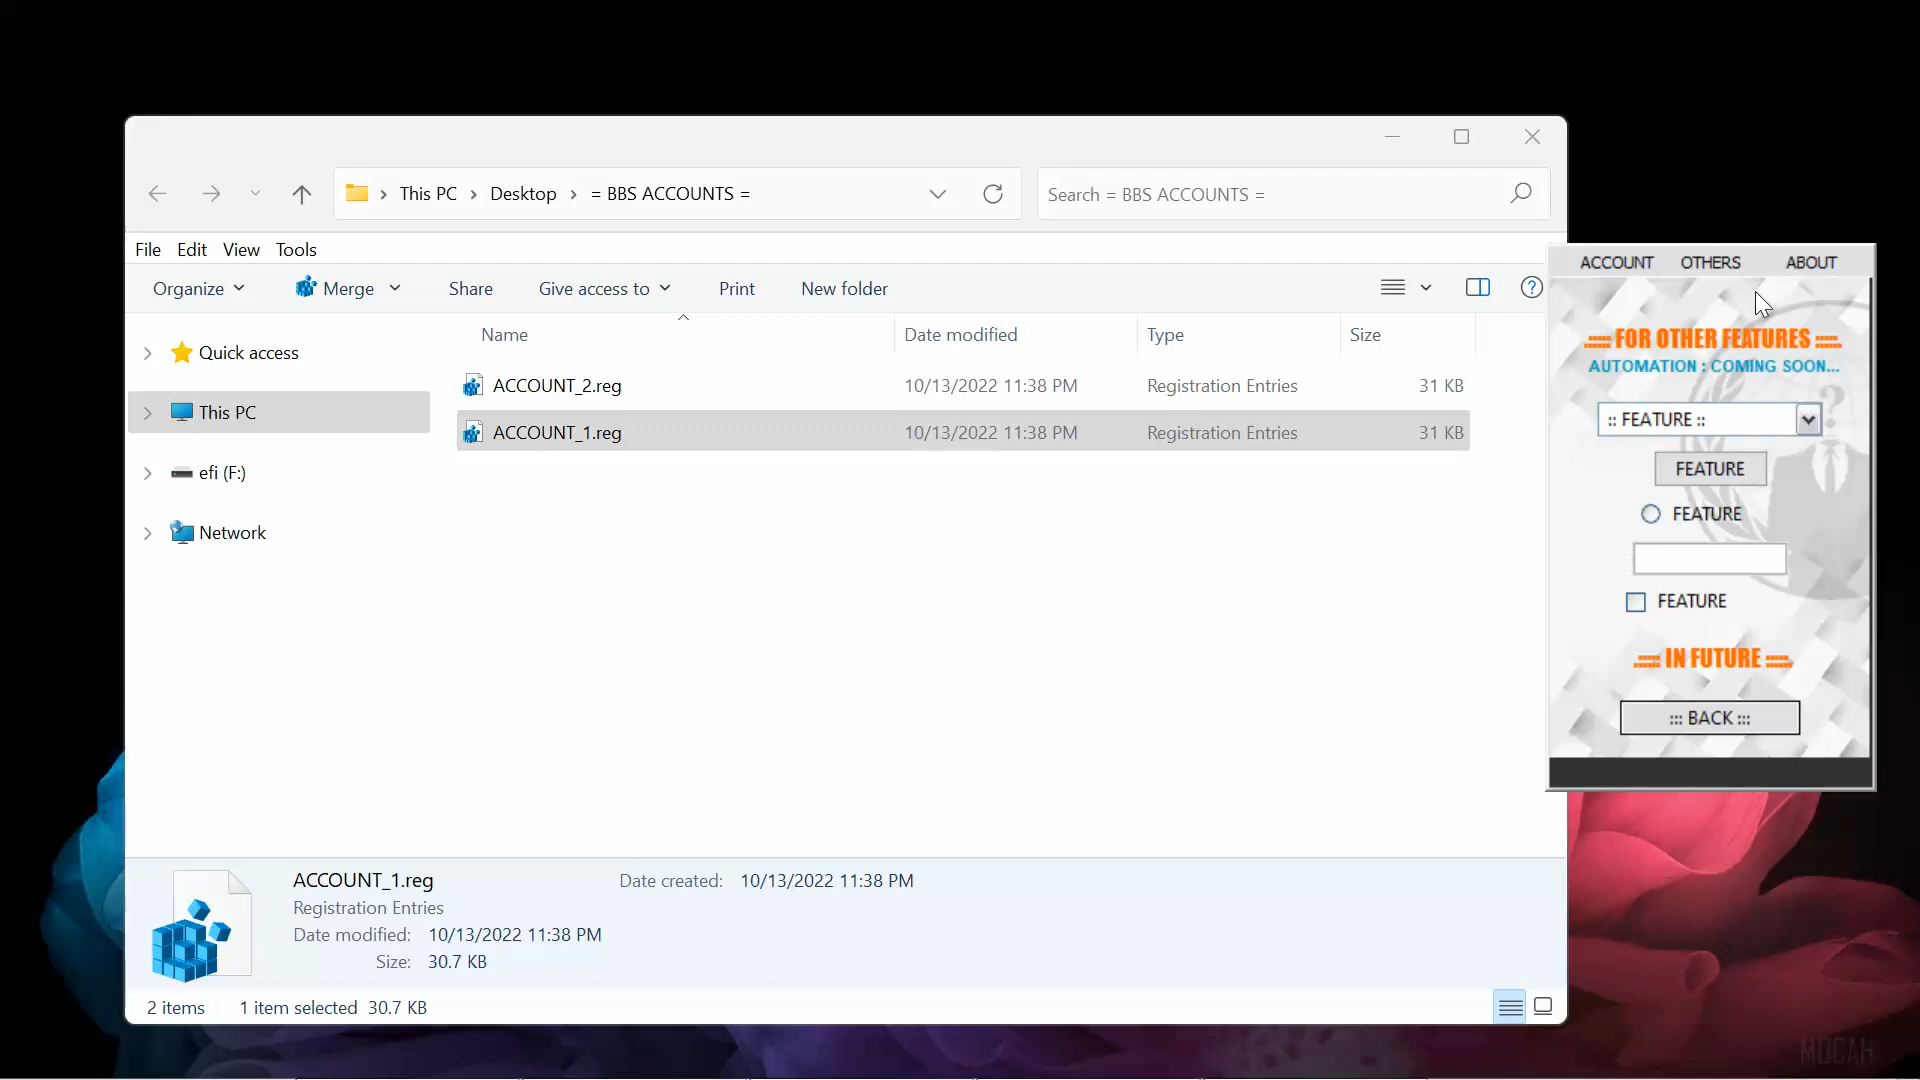 This PC > Desktop > = BBS ACCOUNTS =
Search = BBS ACCOUNTS =
File Edit View Tools
Organize Merge Share Give access to Print New folder
Name Date modified Type Size
Quick access
This PC
efi (F:)
Network
ACCOUNT_2.reg 10/13/2022 11:38 PM Registration Entries 31 KB
ACCOUNT_1.reg 10/13/2022 11:38 PM Registration Entries 31 KB
ACCOUNT_1.reg Date created: 10/13/2022 11:38 PM
Registration Entries
Date modified: 10/13/2022 11:38 PM
Size: 30.7 KB
2 items 1 item selected 30.7 KB
ACCOUNT OTHERS ABOUT
::::: FOR OTHER FEATURES :::::
AUTOMATION : COMING SOON...
:: FEATURE ::
FEATURE
FEATURE
FEATURE
::::: IN FUTURE :::::
::: BACK :::
MOCAH